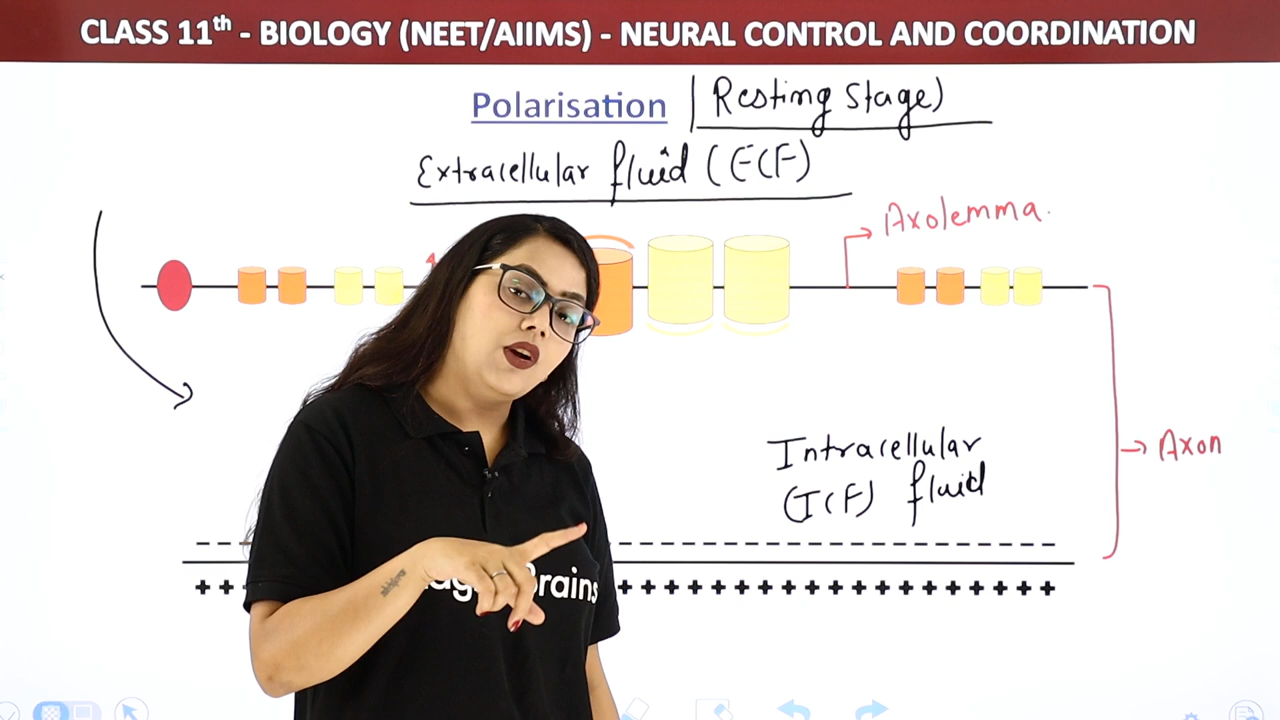 CLASS 11th - BIOLOGY (NEET/AIIMS) - NEURAL CONTROL AND COORDINATION
Polarisation | Resting Stage)
Extracellular fluid (ECF)
Axolemma.
Intracellular
(ICF) fluid
Axon
Brains